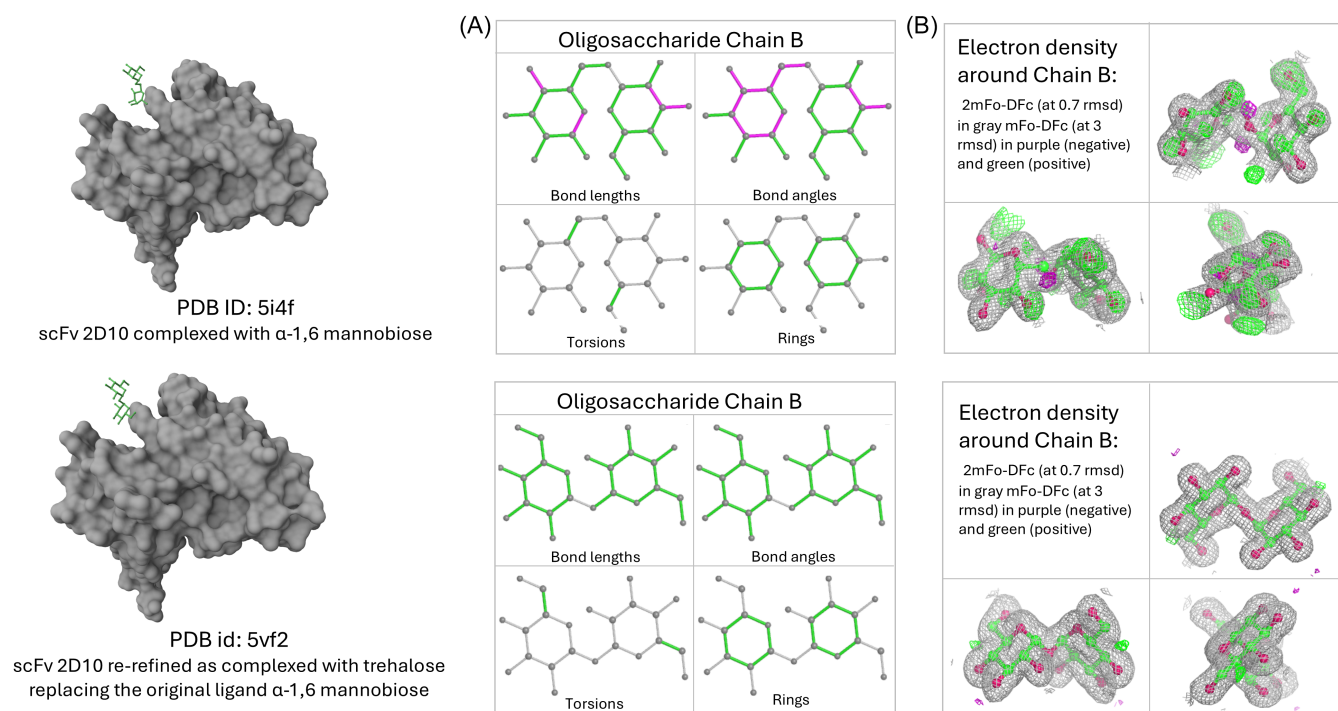 PDB ID: 5i4f
scFv 2D10 complexed with α-1,6 mannobiose
PDB id: 5vf2
scFv 2D10 re-refined as complexed with trehalose
replacing the original ligand α-1,6 mannobiose
(A)
Oligosaccharide Chain B
Bond lengths
Bond angles
Torsions
Rings
Oligosaccharide Chain B
Bond lengths
Bond angles
Torsions
Rings
(B)
Electron density
around Chain B:
2mFo-DFc (at 0.7 rmsd)
in gray mFo-DFc (at 3
rmsd) in purple (negative)
and green (positive)
Electron density
around Chain B:
2mFo-DFc (at 0.7 rmsd)
in gray mFo-DFc (at 3
rmsd) in purple (negative)
and green (positive)